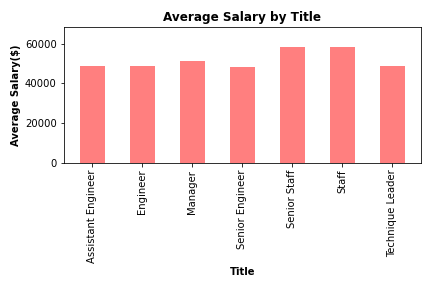 Average Salary by Title
Average Salary($)
60000
40000
20000
0
Assistant Engineer
Engineer
Manager
Senior Engineer
Senior Staff
Staff
Technique Leader
Title